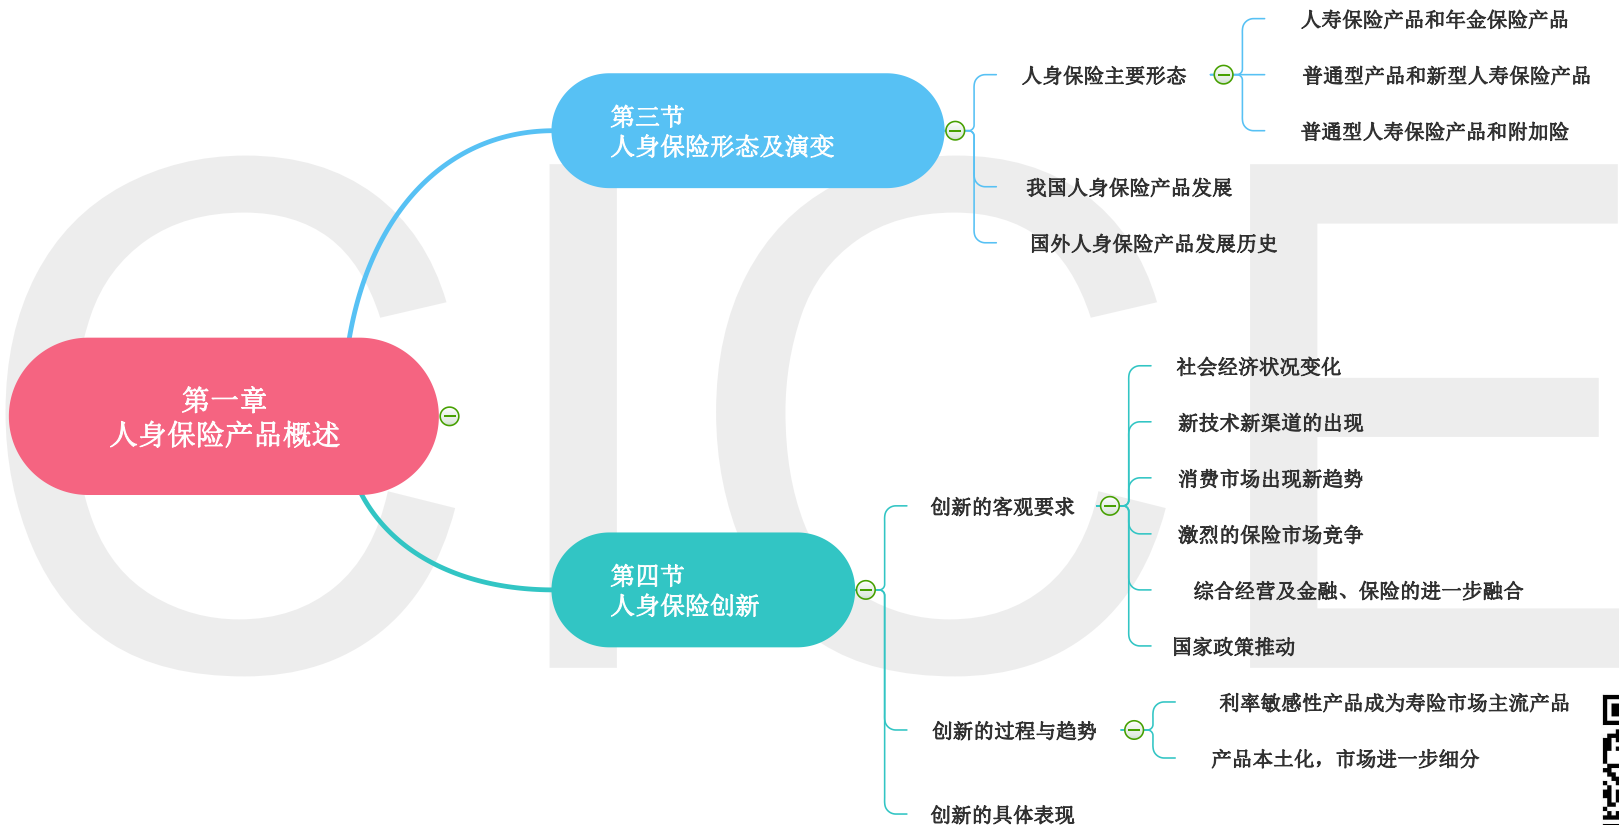 第一章
人身保险产品概述
第三节
人身保险形态及演变
人身保险主要形态
人寿保险产品和年金保险产品
普通型产品和新型人寿保险产品
普通型人寿保险产品和附加险
我国人身保险产品发展
国外人身保险产品发展历史
第四节
人身保险创新
创新的客观要求
社会经济状况变化
新技术新渠道的出现
消费市场出现新趋势
激烈的保险市场竞争
综合经营及金融、保险的进一步融合
国家政策推动
创新的过程与趋势
利率敏感性产品成为寿险市场主流产品
产品本土化，市场进一步细分
创新的具体表现
CICE